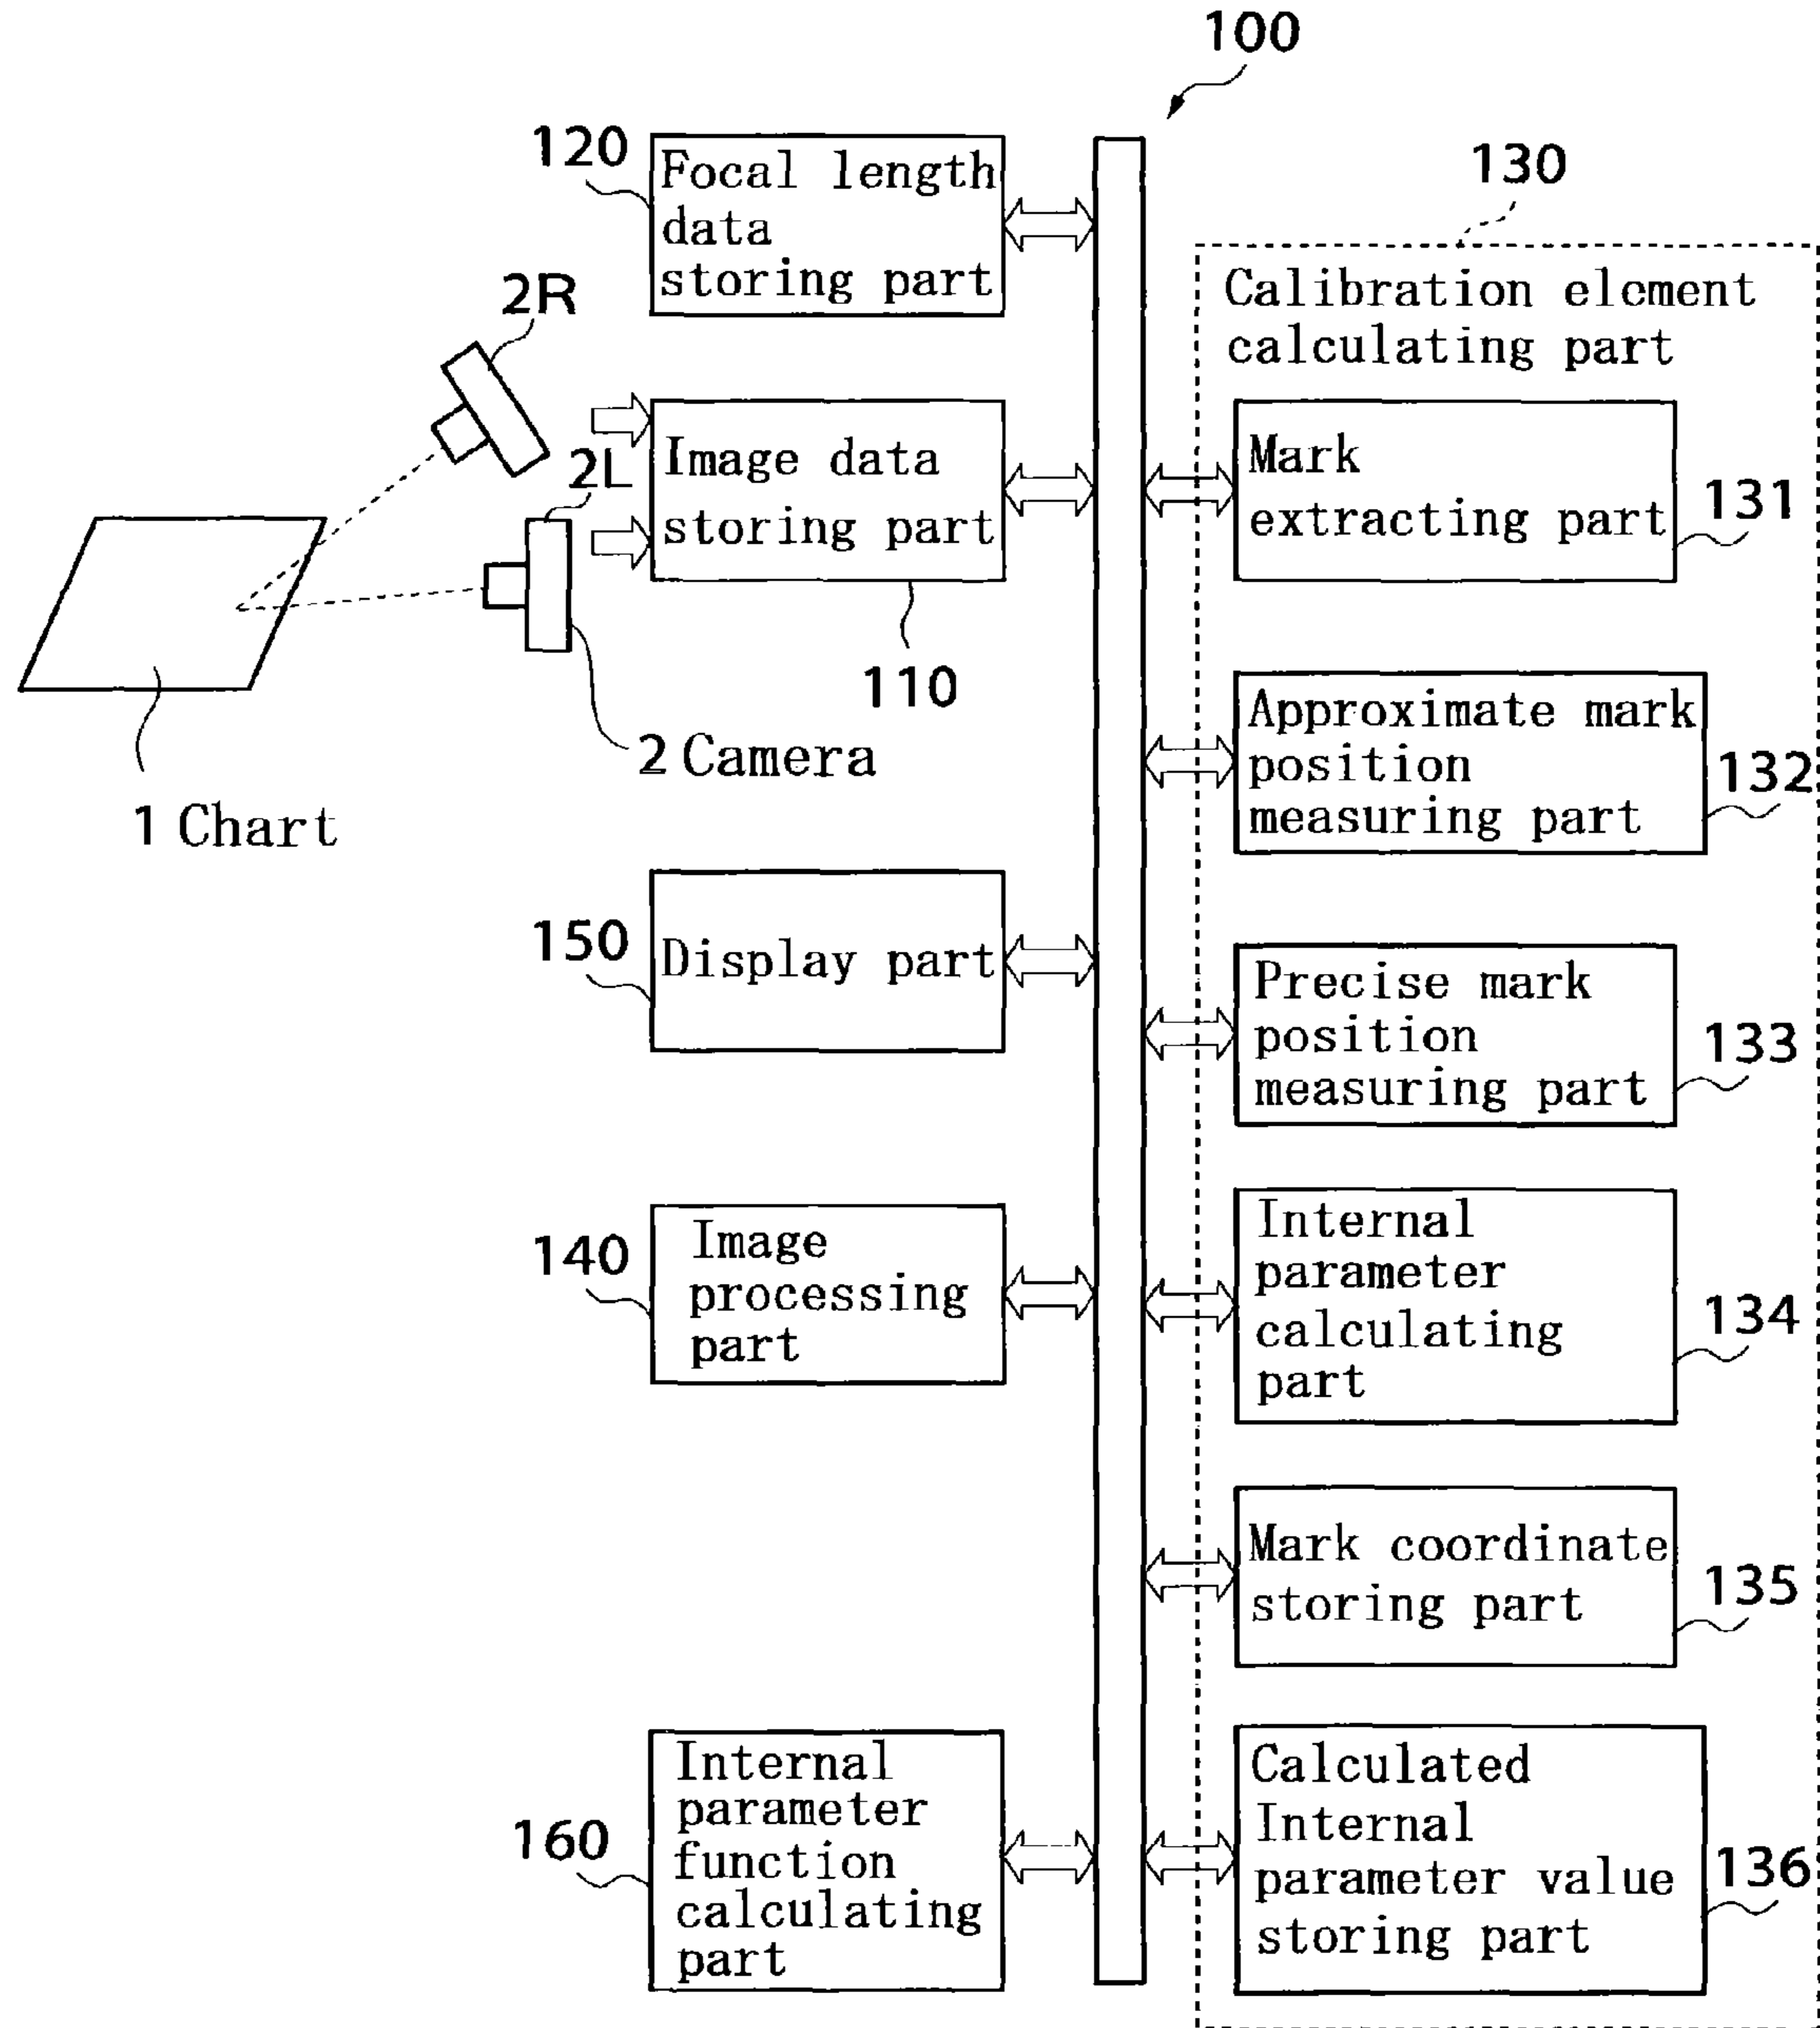 100
120
Focal length
data
storing part
130
Calibration element
calculating part
2R
2L
Image data
storing part
110
Mark
extracting part
131
2 Camera
1 Chart
Approximate mark
position
measuring part
132
150
Display part
Precise mark
position
measuring part
133
140
Image
processing
part
Internal
parameter
calculating
part
134
Mark coordinate
storing part
135
160
Internal
parameter
function
calculating
part
Calculated
Internal
parameter value
storing part
136